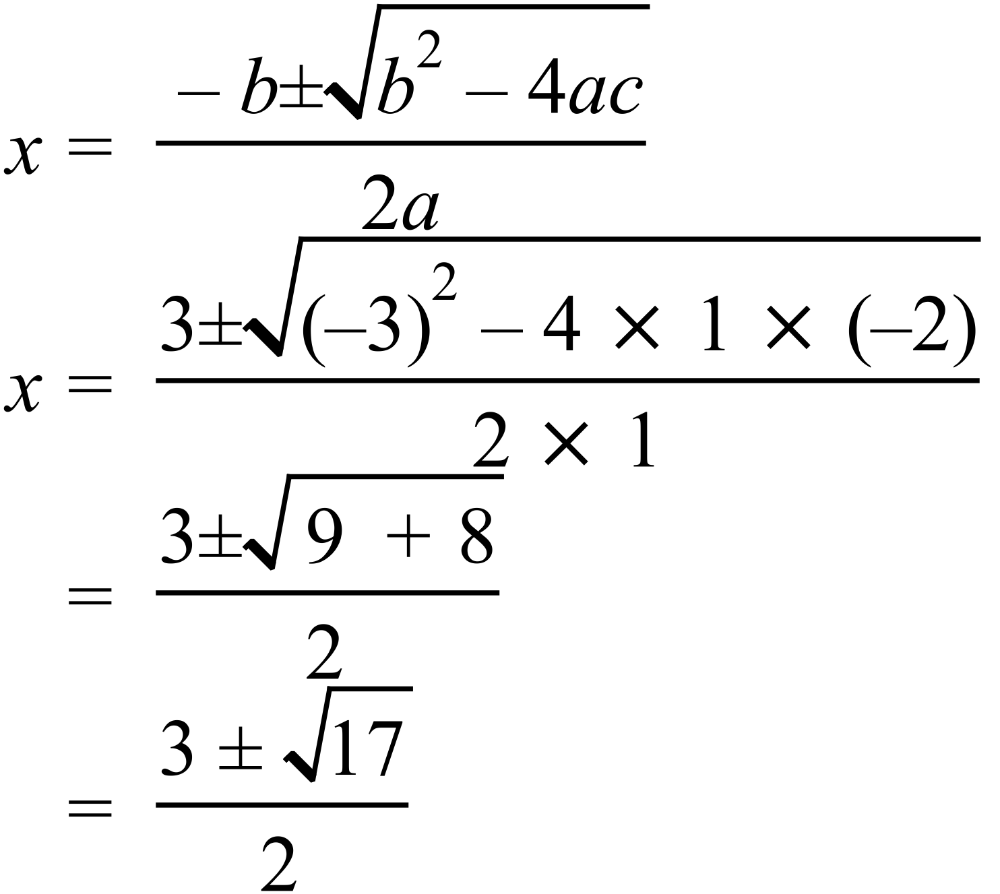 x = (– b ± √(b² – 4ac)) / 2a
x = (3 ± √((–3)² – 4 × 1 × (–2))) / (2 × 1)
= (3 ± √(9 + 8)) / 2
= (3 ± √17) / 2